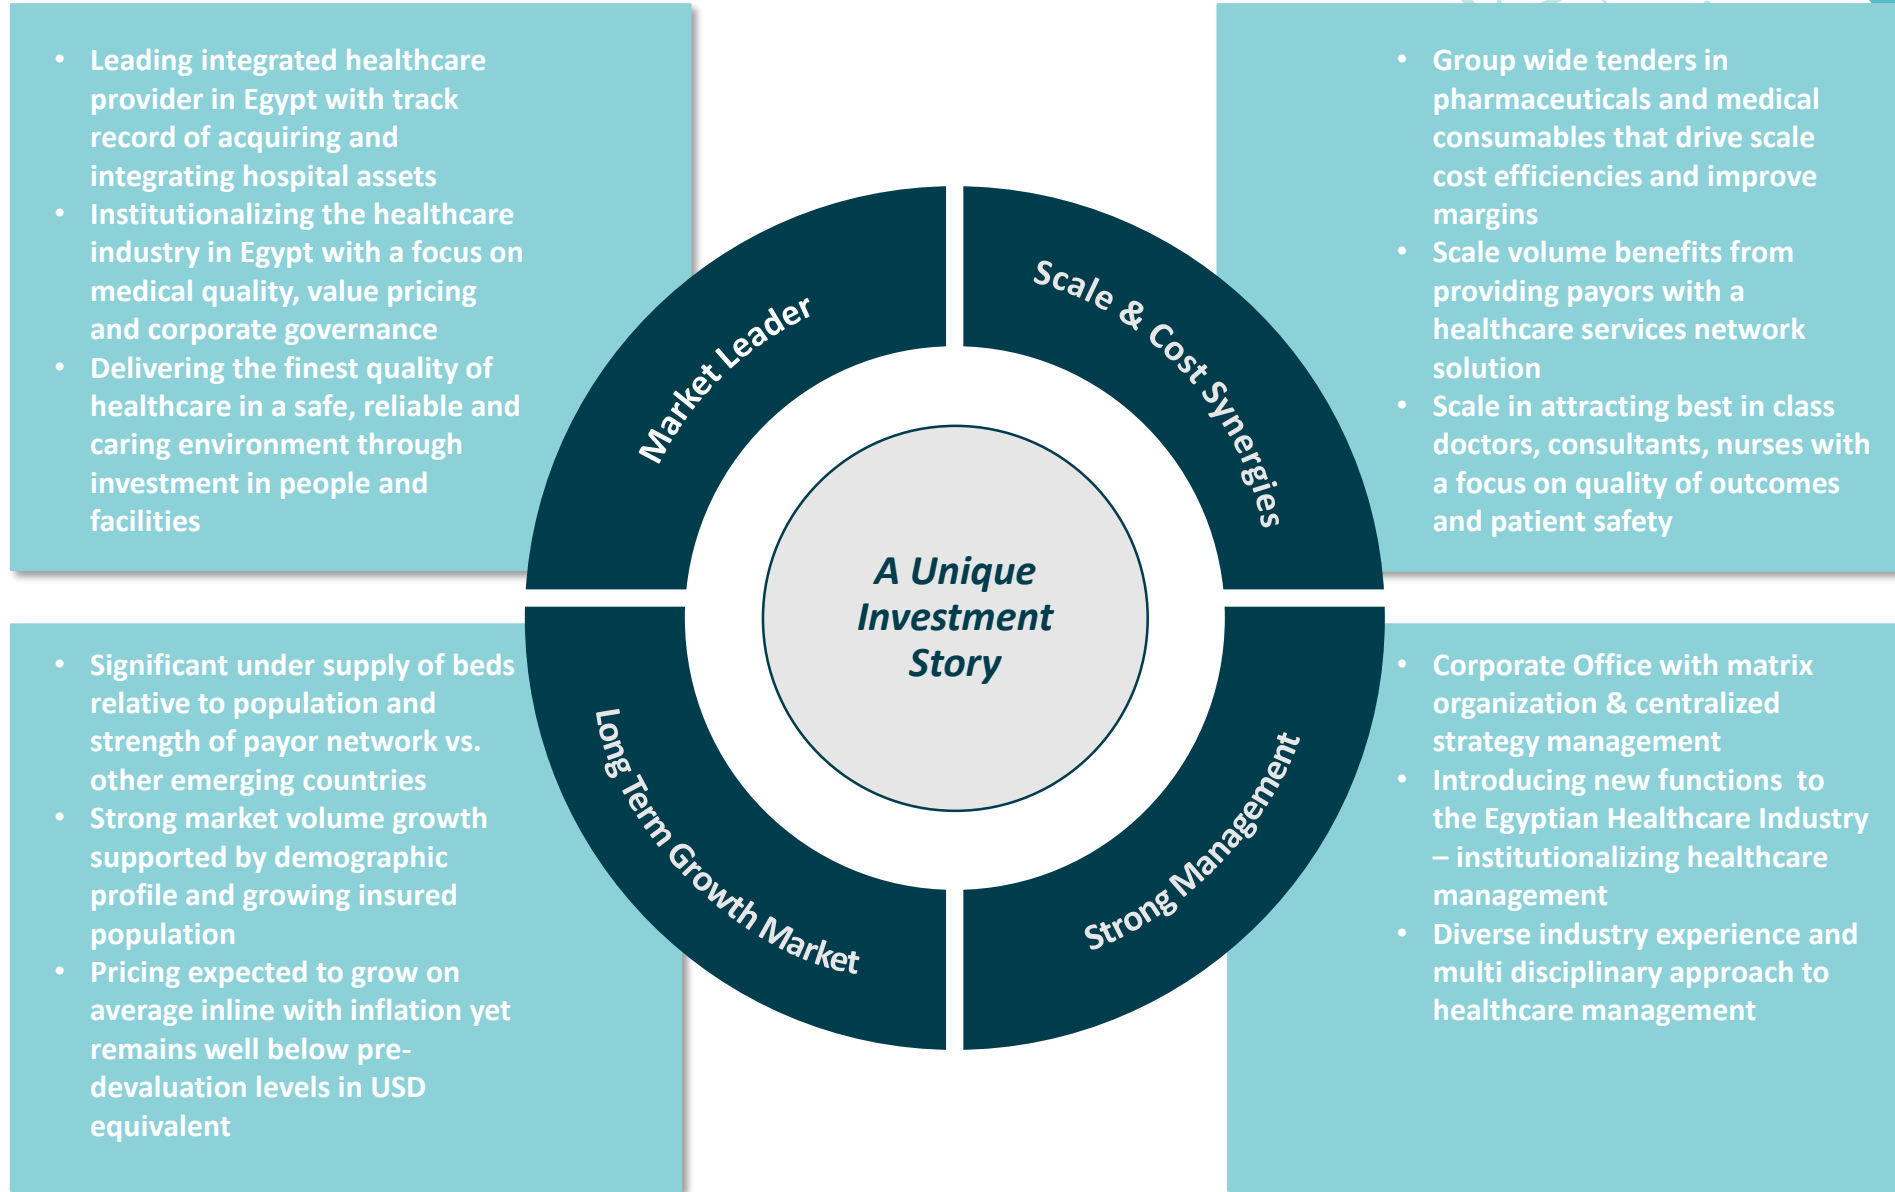 • Leading integrated healthcare
provider in Egypt with track
record of acquiring and
integrating hospital assets
• Institutionalizing the healthcare
industry in Egypt with a focus on
medical quality, value pricing
and corporate governance
• Delivering the finest quality of
healthcare in a safe, reliable and
caring environment through
investment in people and
facilities
Market Leader
Scale & Cost Synergies
• Group wide tenders in
pharmaceuticals and medical
consumables that drive scale
cost efficiencies and improve
margins
• Scale volume benefits from
providing payors with a
healthcare services network
solution
• Scale in attracting best in class
doctors, consultants, nurses with
a focus on quality of outcomes
and patient safety
A Unique
Investment
Story
• Significant under supply of beds
relative to population and
strength of payor network vs.
other emerging countries
• Strong market volume growth
supported by demographic
profile and growing insured
population
• Pricing expected to grow on
average inline with inflation yet
remains well below pre-
devaluation levels in USD
equivalent
Long Term Growth Market
Strong Management
• Corporate Office with matrix
organization & centralized
strategy management
• Introducing new functions  to
the Egyptian Healthcare Industry
– institutionalizing healthcare
management
• Diverse industry experience and
multi disciplinary approach to
healthcare management